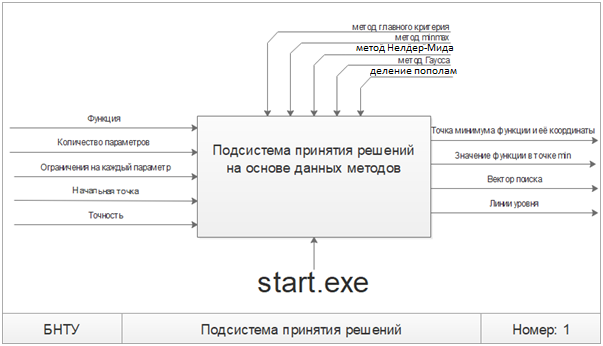 метод главного кригерия
метод minmax
метод Нелдер-Мида
метод Гаусса
деление пополам
Функция
Количество параметров
Ограничения на каждый параметр
Начальная точка
Точность
Подсистема принятия решений
на основе данных методов
Точка минимума функции и её координаты
Значение функции в точке min
Вектор поиска
Линии уровня
start.exe
БНТУ
Подсистема принятия решений
Номер: 1